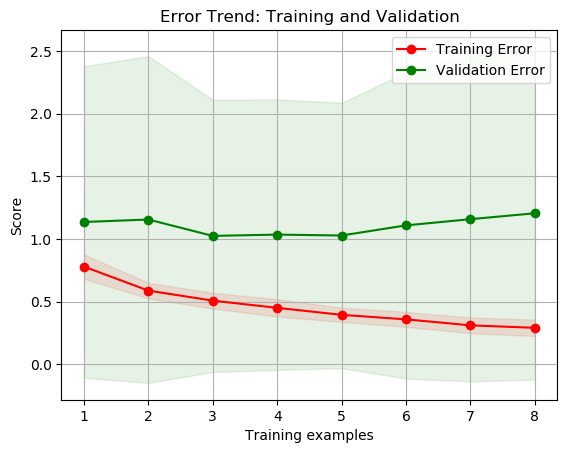 Error Trend: Training and Validation
Training Error
Validation Error
2.5
2.0
1.5
1.0
0.5
0.0
Score
1 2 3 4 5 6 7 8
Training examples